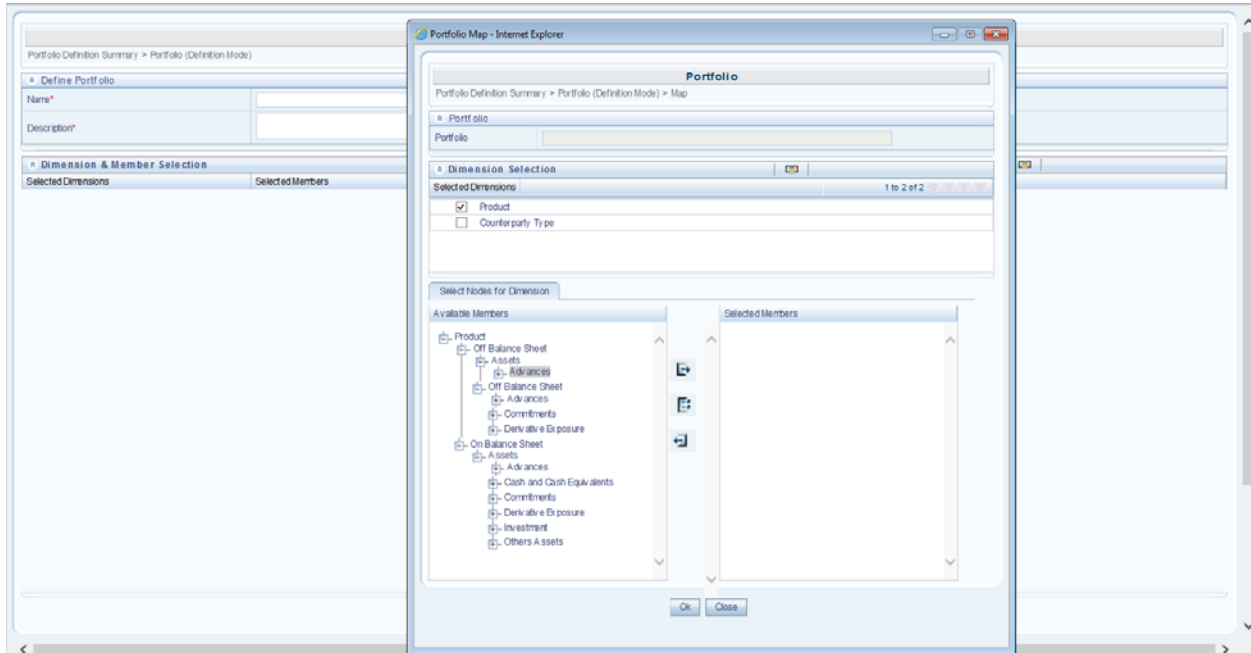 Portfolio Definition Summary > Portfolio (Definition Mode)
Define Portfolio
Name*
Description*
Dimension & Member Selection
Selected Dimensions Selected Members
Portfolio Map - Internet Explorer
Portfolio
Portfolio Definition Summary > Portfolio (Definition Mode) > Map
Portfolio
Portfolio
Dimension Selection
Selected Dimensions 1 to 2 of 2
Product
Counterparty Type
Select Nodes for Dimension
Available Members Selected Members
Product
Off Balance Sheet
Assets
Advances
Off Balance Sheet
Advances
Commitments
Derivative Exposure
On Balance Sheet
Assets
Advances
Cash and Cash Equivalents
Commitments
Derivative Exposure
Investment
Others Assets
Ok Close